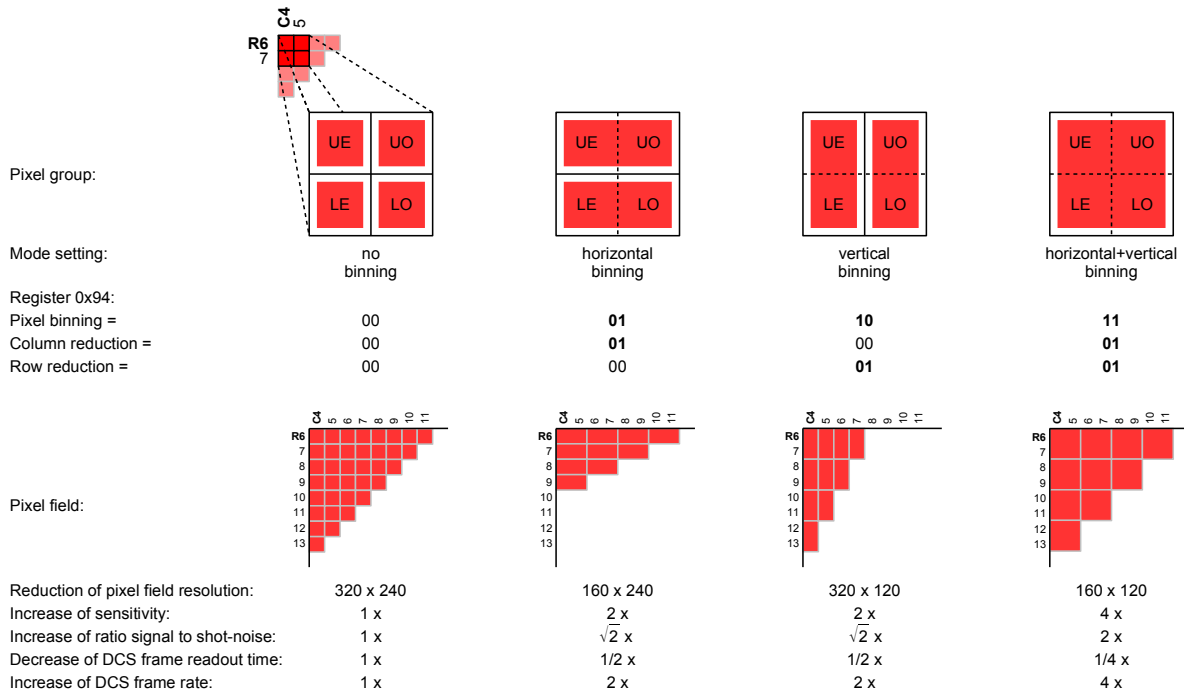 C4
5
R6
7
Pixel group:
UE UO UE UO UE UO UE UO
LE LO LE LO LE LO LE LO
Mode setting: no horizontal vertical horizontal+vertical
binning binning binning binning
Register 0x94:
Pixel binning = 00 01 10 11
Column reduction = 00 01 00 01
Row reduction = 00 00 01 01
C4 5 6 7 8 9 10 11 C4 5 6 7 8 9 10 11 C4 5 6 7 8 9 10 11 C4 5 6 7 8 9 10 11
R6 R6 R6 R6
7 7 7 7
8 8 8 8
9 9 9 9
10 10 10 10
Pixel field:
11 11 11 11
12 12 12 12
13 13 13 13
Reduction of pixel field resolution: 320 x 240 160 x 240 320 x 120 160 x 120
Increase of sensitivity: 1 x 2 x 2 x 4 x
Increase of ratio signal to shot-noise: 1 x √2 x √2 x 2 x
Decrease of DCS frame readout time: 1 x 1/2 x 1/2 x 1/4 x
Increase of DCS frame rate: 1 x 2 x 2 x 4 x